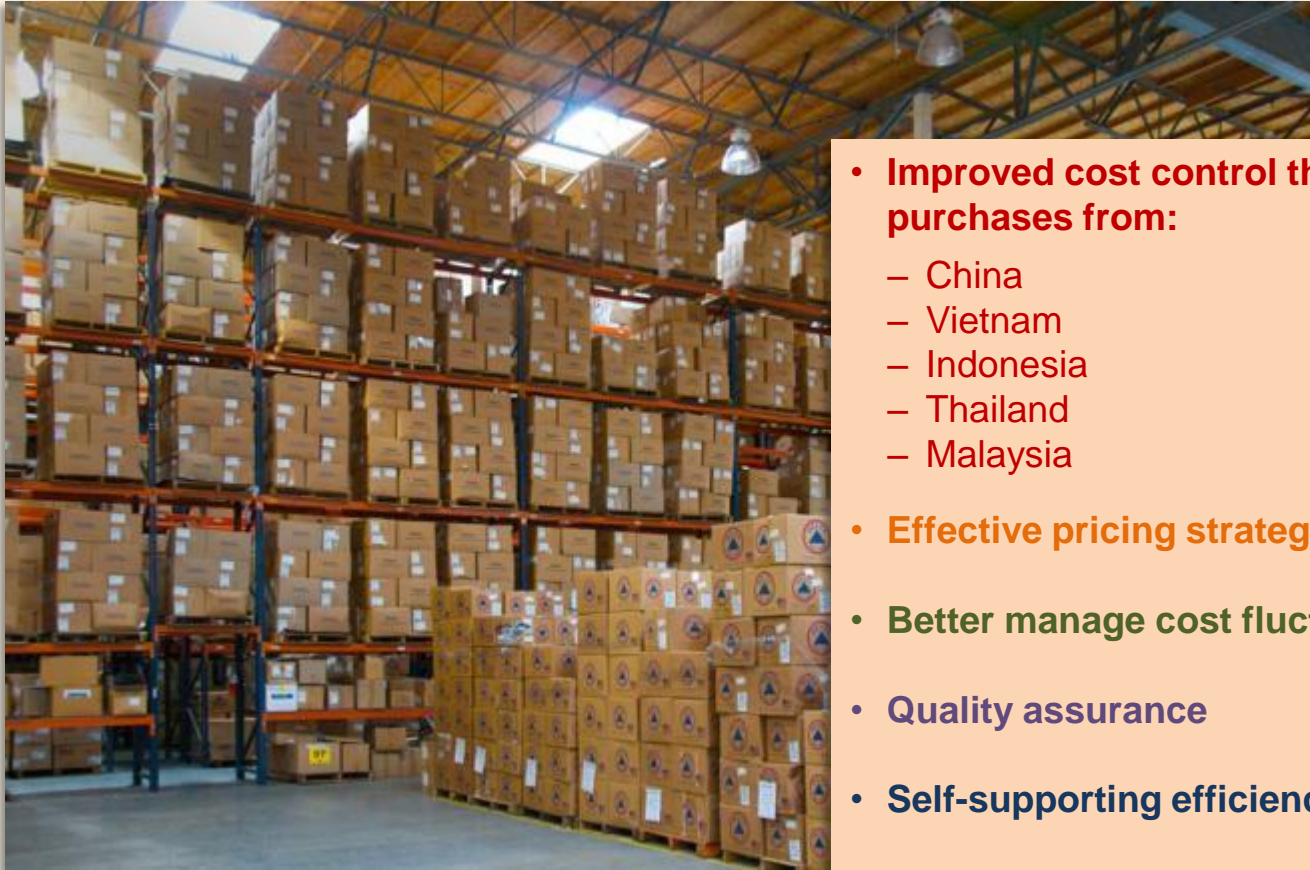 • Improved cost control th
purchases from:
– China
– Vietnam
– Indonesia
– Thailand
– Malaysia
• Effective pricing strateg
• Better manage cost fluct
• Quality assurance
• Self-supporting efficienc